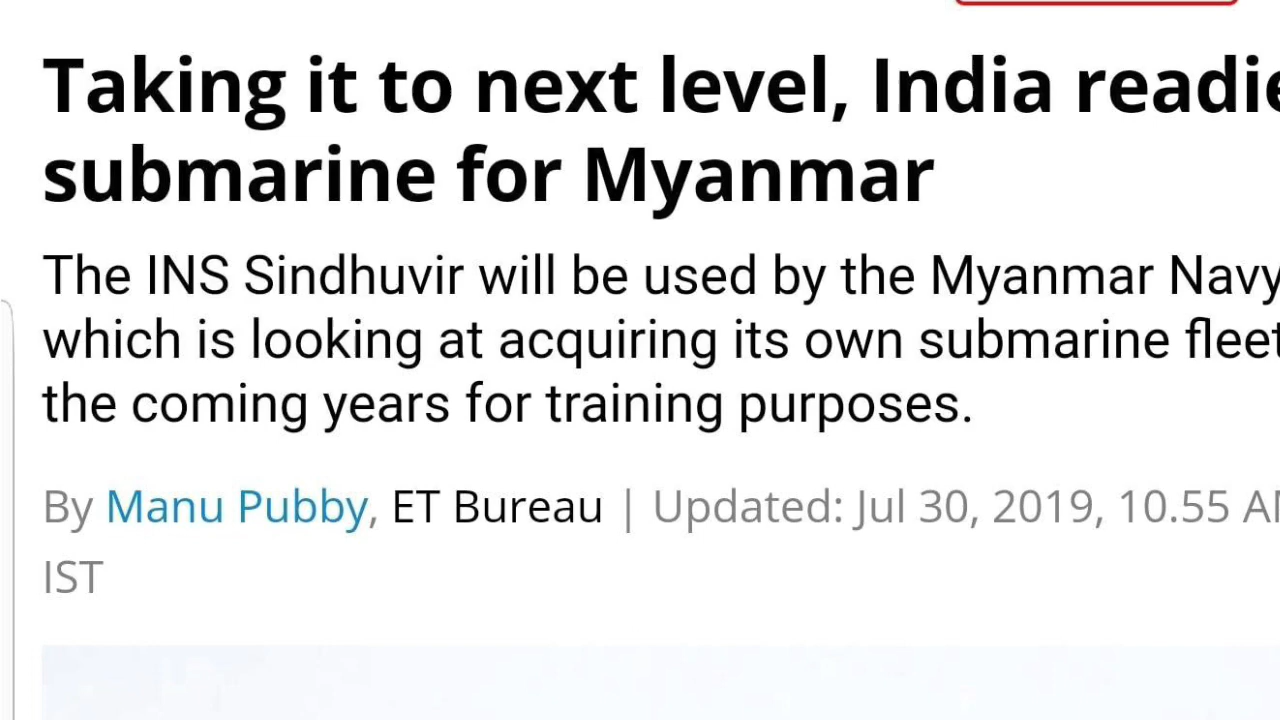 Taking it to next level, India readie
submarine for Myanmar
The INS Sindhuvir will be used by the Myanmar Navy
which is looking at acquiring its own submarine fleet
the coming years for training purposes.
By Manu Pubby, ET Bureau | Updated: Jul 30, 2019, 10.55 AM
IST